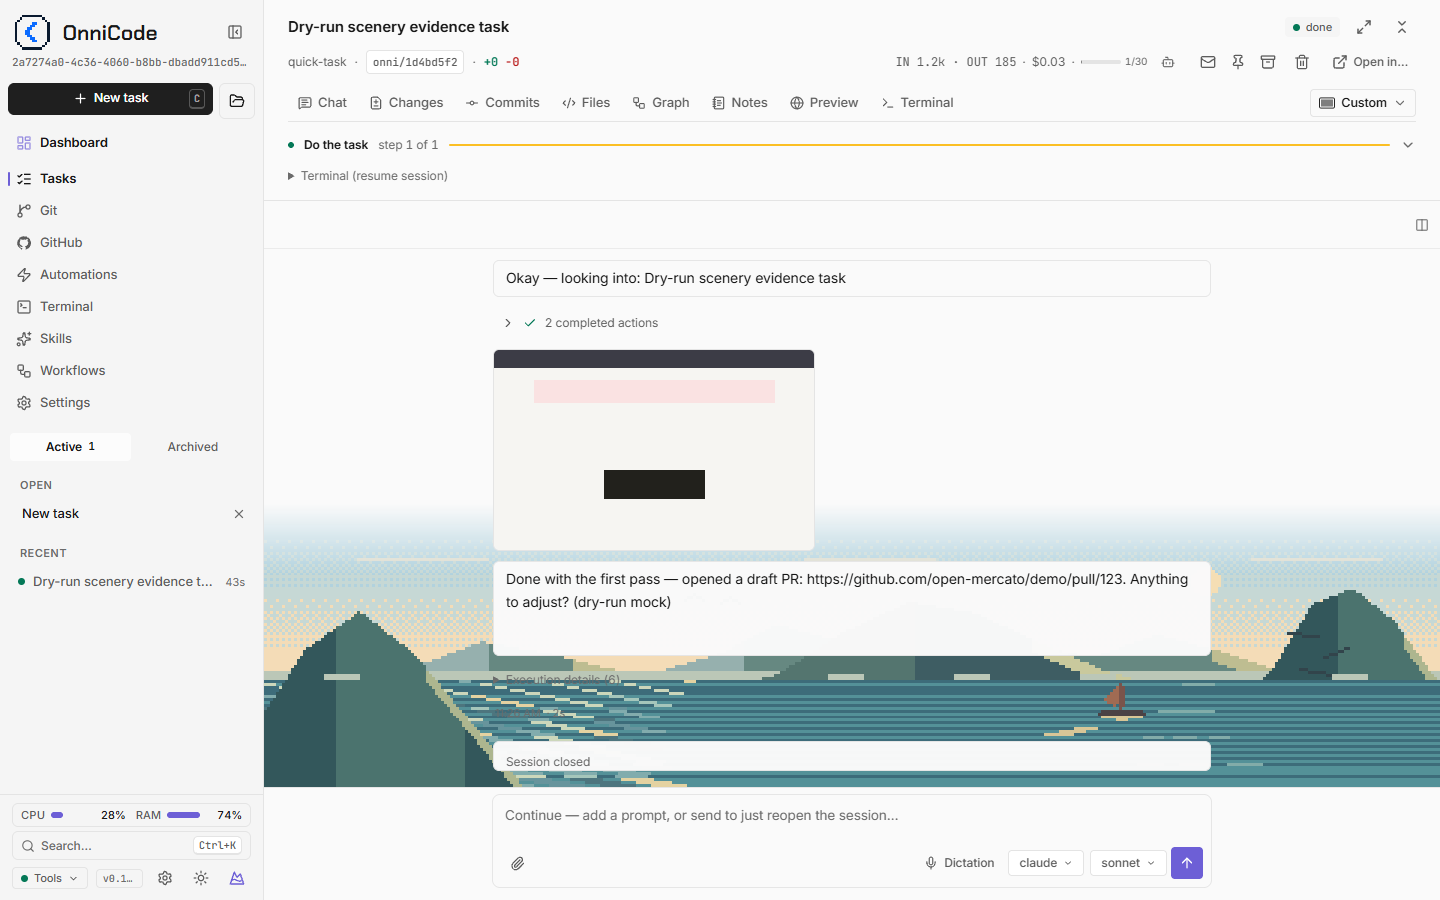 OnniCode
2a7274a0-4c36-4060-b8bb-dbadd911cd5…
New task C
Dashboard
Tasks
Git
GitHub
Automations
Terminal
Skills
Workflows
Settings
Active 1 Archived
OPEN
New task
RECENT
Dry-run scenery evidence t… 43s
CPU 28% RAM 74%
Search... Ctrl+K
Tools v0.1…
Dry-run scenery evidence task
done
quick-task · onni/1d4bd5f2 · +0 -0
IN 1.2k · OUT 185 · $0.03 · 1/30
Open in...
Chat Changes Commits Files Graph Notes Preview Terminal
Custom
Do the task step 1 of 1
Terminal (resume session)
Okay — looking into: Dry-run scenery evidence task
2 completed actions
Done with the first pass — opened a draft PR: https://github.com/open-mercato/demo/pull/123. Anything
to adjust? (dry-run mock)
Execution details (6)
Session closed
Continue — add a prompt, or send to just reopen the session...
Dictation claude sonnet